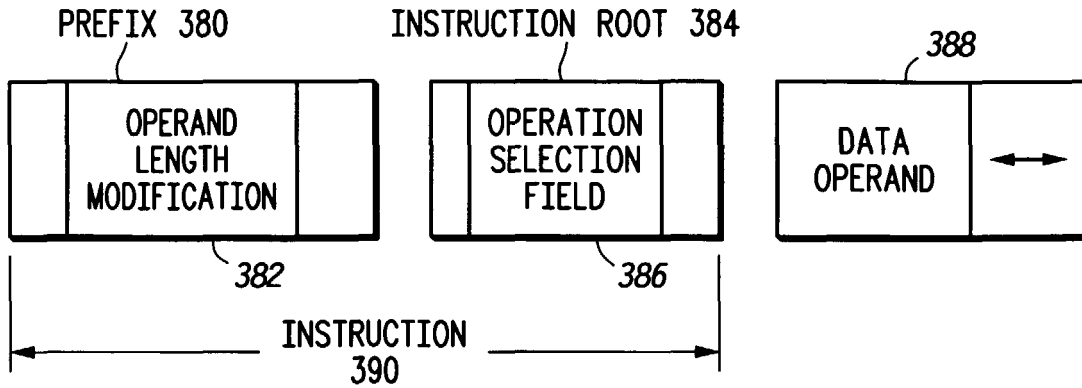 PREFIX 380
INSTRUCTION ROOT 384
388
OPERAND
LENGTH
MODIFICATION
OPERATION
SELECTION
FIELD
DATA
OPERAND
382
386
INSTRUCTION
390